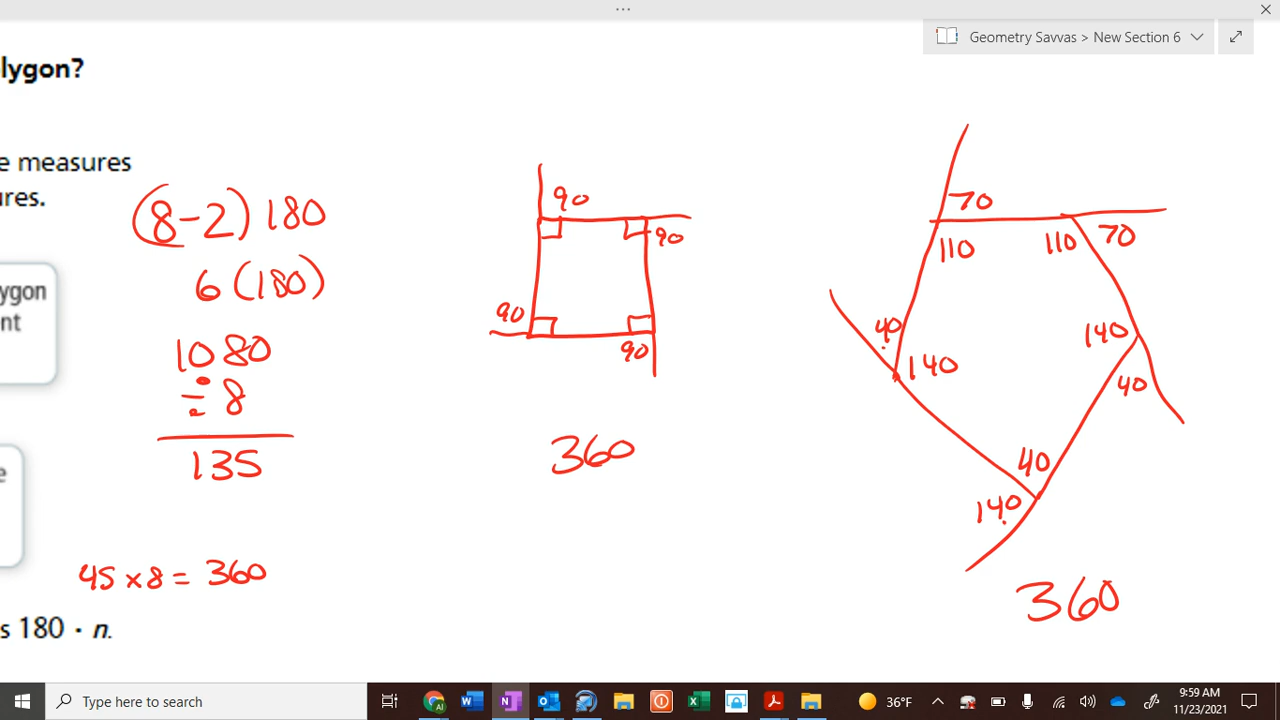 Geometry Savvas > New Section 6
lygon?
e measures
ures.
ygon
nt
e
s 180 · n.
(8-2) 180
6 (180)
1080
÷ 8
135
45 x 8 = 360
90
90
90
90
360
70
110
110
70
40
140
140
40
40
140
360
Type here to search
36°F
9:59 AM
11/23/2021